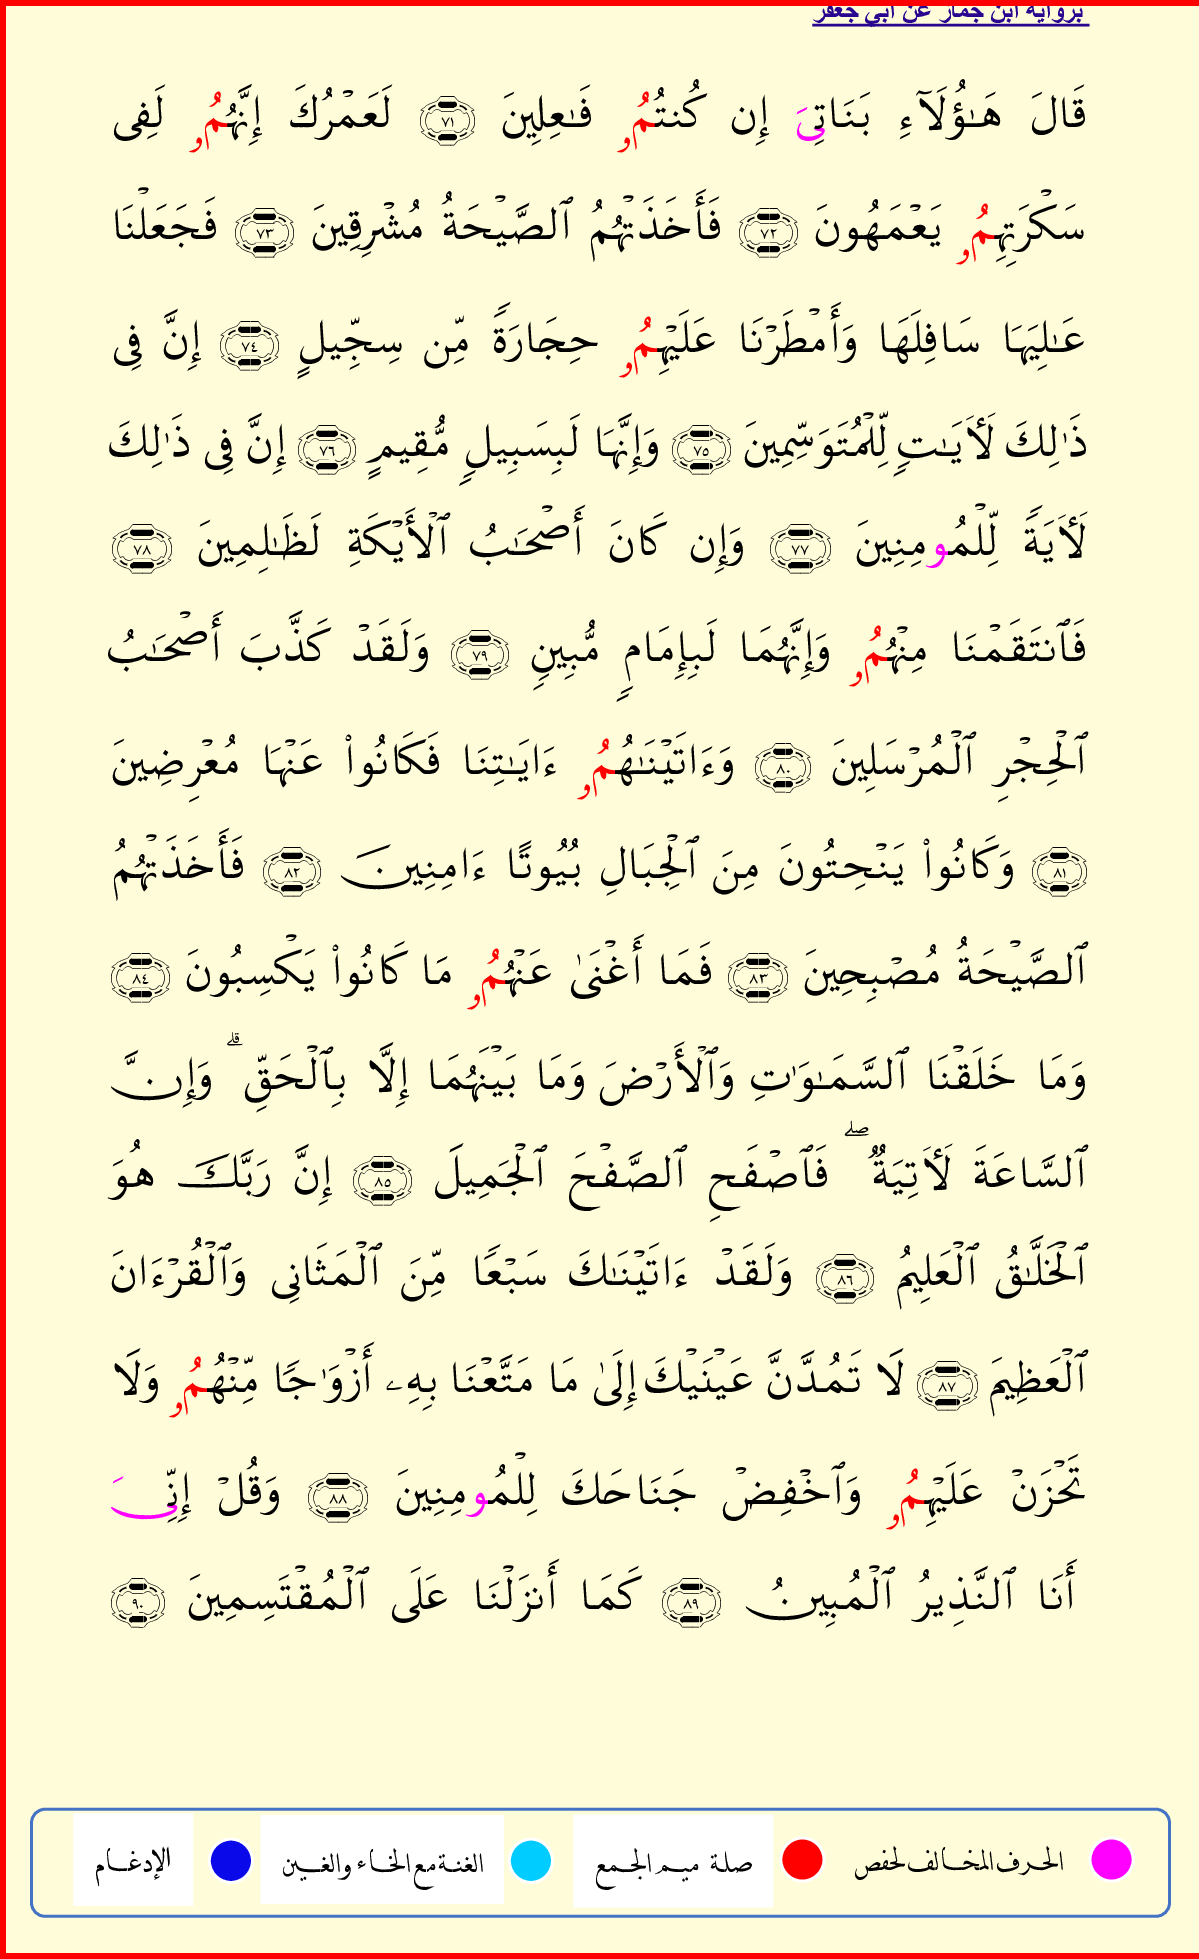 برواية ابن جماز عن أبي جعفر
قَالَ هَـٰٓؤُلَآءِ بَنَاتِىَ إِن كُنتُمُۥ فَـٰعِلِينَ ٧١ لَعَمْرُكَ إِنَّهُمُۥ لَفِى
سَكْرَتِهِمُۥ يَعْمَهُونَ ٧٢ فَأَخَذَتْهُمُ ٱلصَّيْحَةُ مُشْرِقِينَ ٧٣ فَجَعَلْنَا
عَـٰلِيَهَا سَافِلَهَا وَأَمْطَرْنَا عَلَيْهِمُۥ حِجَارَةً مِّن سِجِّيلٍ ٧٤ إِنَّ فِى
ذَٰلِكَ لَأَيَـٰتٍ لِّلْمُتَوَسِّمِينَ ٧٥ وَإِنَّهَا لَبِسَبِيلٍ مُّقِيمٍ ٧٦ إِنَّ فِى ذَٰلِكَ
لَأَيَةً لِّلْمُومِنِينَ ٧٧ وَإِن كَانَ أَصْحَـٰبُ ٱلْأَيْكَةِ لَظَـٰلِمِينَ ٧٨
فَٱنتَقَمْنَا مِنْهُمُۥ وَإِنَّهُمَا لَبِإِمَامٍ مُّبِينٍ ٧٩ وَلَقَدْ كَذَّبَ أَصْحَـٰبُ
ٱلْحِجْرِ ٱلْمُرْسَلِينَ ٨٠ وَءَاتَيْنَـٰهُمُۥ ءَايَـٰتِنَا فَكَانُوا۟ عَنْهَا مُعْرِضِينَ
٨١ وَكَانُوا۟ يَنْحِتُونَ مِنَ ٱلْجِبَالِ بُيُوتًا ءَامِنِينَ ٨٢ فَأَخَذَتْهُمُ
ٱلصَّيْحَةُ مُصْبِحِينَ ٨٣ فَمَا أَغْنَىٰ عَنْهُمُۥ مَا كَانُوا۟ يَكْسِبُونَ ٨٤
وَمَا خَلَقْنَا ٱلسَّمَـٰوَٰتِ وَٱلْأَرْضَ وَمَا بَيْنَهُمَا إِلَّا بِٱلْحَقِّ ۗ وَإِنَّ
ٱلسَّاعَةَ لَأَتِيَةٌ ۖ فَٱصْفَحِ ٱلصَّفْحَ ٱلْجَمِيلَ ٨٥ إِنَّ رَبَّكَ هُوَ
ٱلْخَلَّـٰقُ ٱلْعَلِيمُ ٨٦ وَلَقَدْ ءَاتَيْنَـٰكَ سَبْعًا مِّنَ ٱلْمَثَانِى وَٱلْقُرْءَانَ
ٱلْعَظِيمَ ٨٧ لَا تَمُدَّنَّ عَيْنَيْكَ إِلَىٰ مَا مَتَّعْنَا بِهِۦ أَزْوَٰجًا مِّنْهُمُۥ وَلَا
تَحْزَنْ عَلَيْهِمُۥ وَٱخْفِضْ جَنَاحَكَ لِلْمُومِنِينَ ٨٨ وَقُلْ إِنِّىَ
أَنَا ٱلنَّذِيرُ ٱلْمُبِينُ ٨٩ كَمَا أَنزَلْنَا عَلَى ٱلْمُقْتَسِمِينَ ٩٠
الحرف المخالف لحفص صلة ميم الجمع الغنة مع الخاء والغين الإدغام